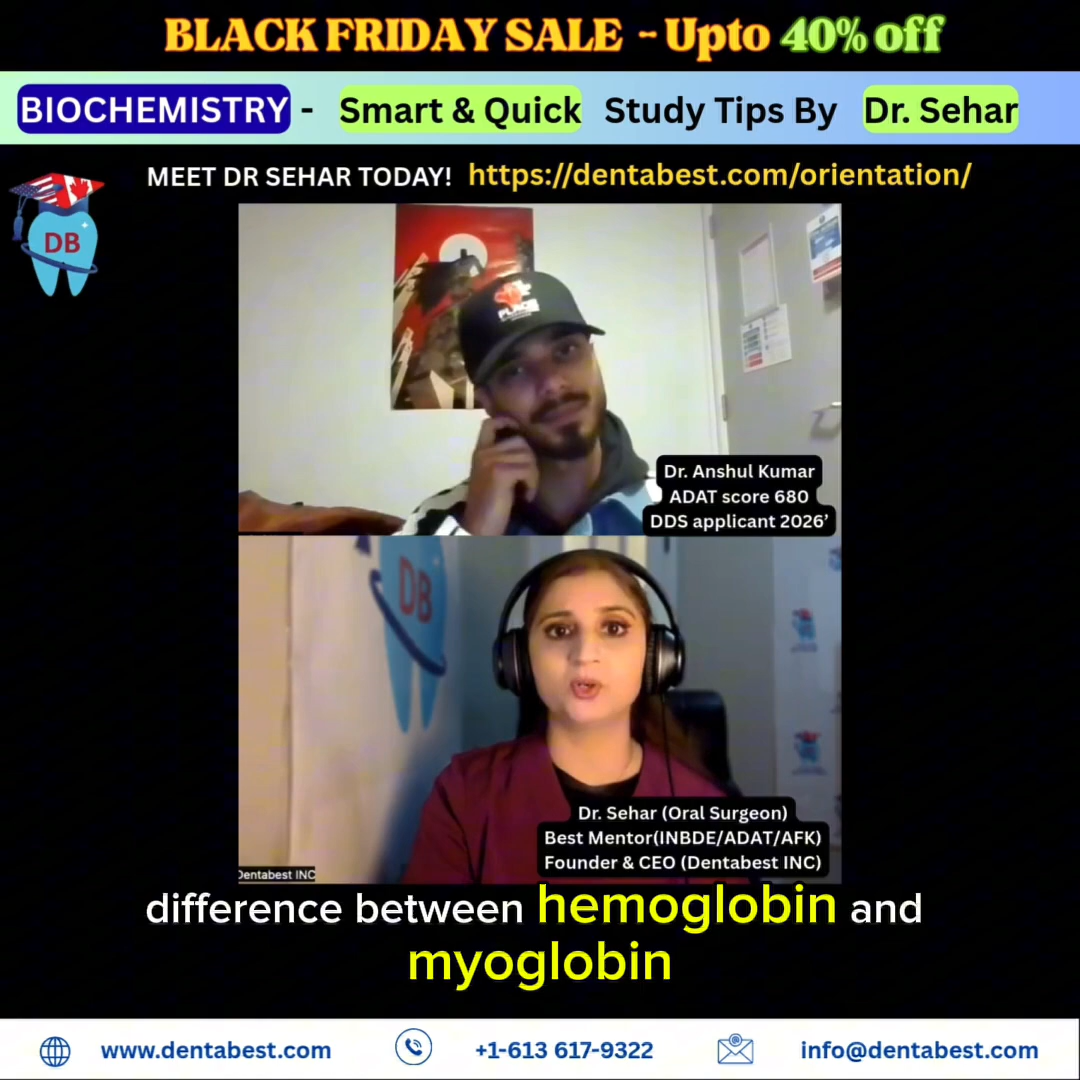 BLACK FRIDAY SALE - Upto 40% off
BIOCHEMISTRY - Smart & Quick Study Tips By Dr. Sehar
MEET DR SEHAR TODAY! https://dentabest.com/orientation/
DB
Dr. Anshul Kumar
ADAT score 680
DDS applicant 2026’
DB
Dr. Sehar (Oral Surgeon)
Best Mentor(INBDE/ADAT/AFK)
Founder & CEO (Dentabest INC)
Dentabest INC
difference between hemoglobin and
myoglobin
www.dentabest.com +1-613 617-9322 info@dentabest.com